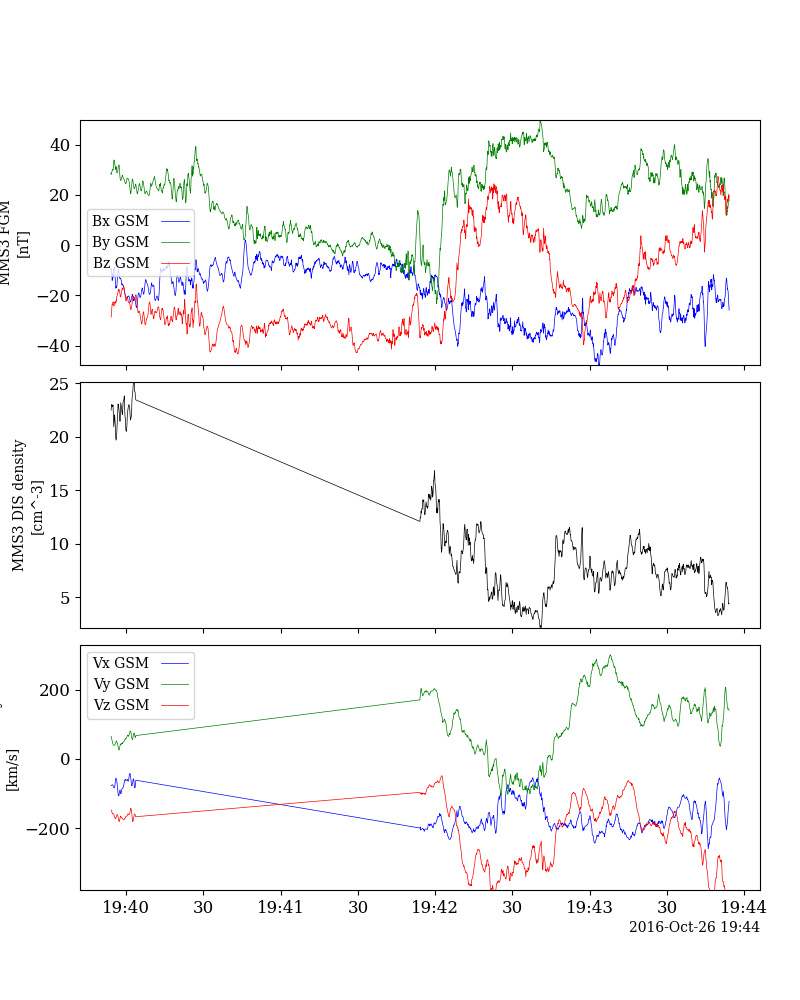 40
20
0
−20
−40
MMS3 FGM
[nT]
Bx GSM
By GSM
Bz GSM
25
20
15
10
5
MMS3 DIS density
[cm^-3]
200
0
−200
[km/s]
Vx GSM
Vy GSM
Vz GSM
19:40 30 19:41 30 19:42 30 19:43 30 19:44
2016-Oct-26 19:44